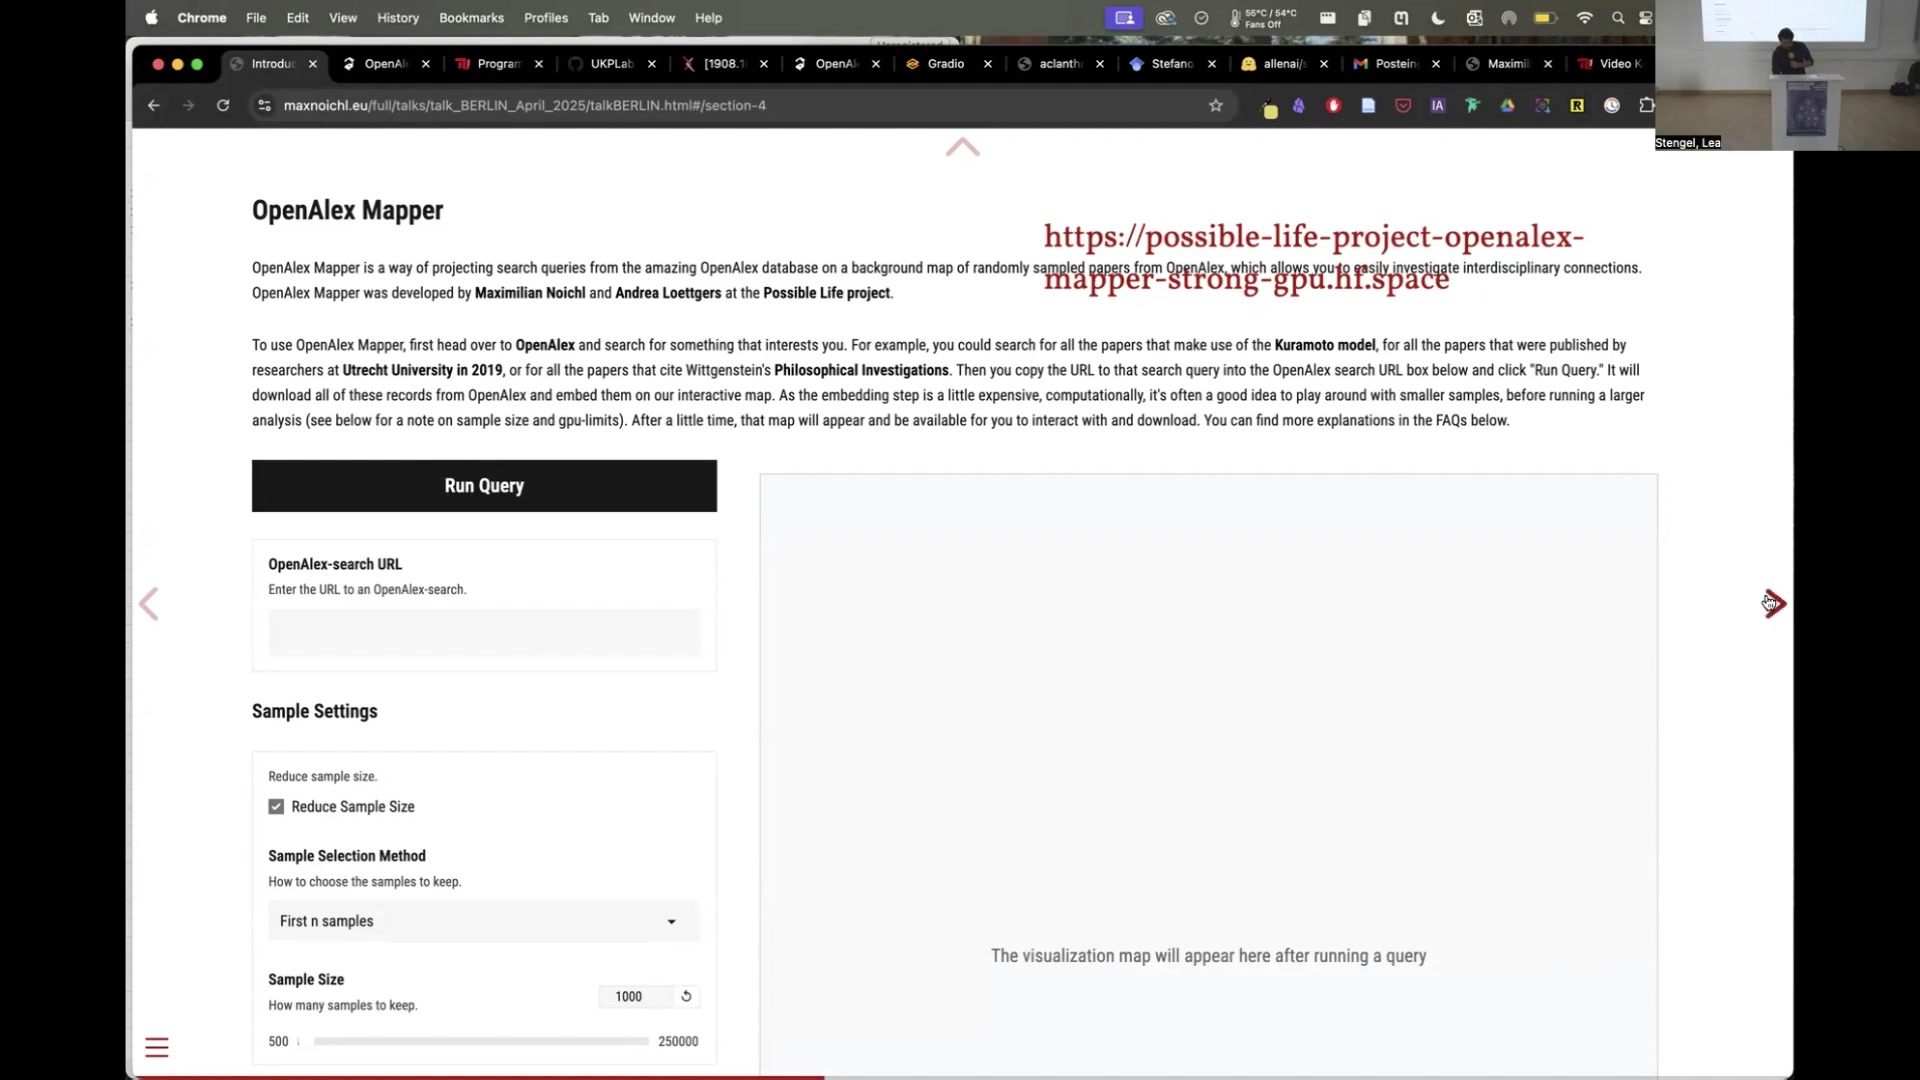 Chrome File Edit View History Bookmarks Profiles Tab Window Help
56°C / 54°C
Fans Off
Introduc OpenAl Program UKPLab [1908.1 OpenAl Gradio aclanth Stefano allenai/s Postein Maximil Video K
maxnoichl.eu/full/talks/talk_BERLIN_April_2025/talkBERLIN.html#/section-4
Stengel, Lea
OpenAlex Mapper
https://possible-life-project-openalex-
mapper-strong-gpu.hf.space
OpenAlex Mapper is a way of projecting search queries from the amazing OpenAlex database on a background map of randomly sampled papers from OpenAlex, which allows you to easily investigate interdisciplinary connections.
OpenAlex Mapper was developed by Maximilian Noichl and Andrea Loettgers at the Possible Life project.
To use OpenAlex Mapper, first head over to OpenAlex and search for something that interests you. For example, you could search for all the papers that make use of the Kuramoto model, for all the papers that were published by
researchers at Utrecht University in 2019, or for all the papers that cite Wittgenstein's Philosophical Investigations. Then you copy the URL to that search query into the OpenAlex search URL box below and click "Run Query." It will
download all of these records from OpenAlex and embed them on our interactive map. As the embedding step is a little expensive, computationally, it's often a good idea to play around with smaller samples, before running a larger
analysis (see below for a note on sample size and gpu-limits). After a little time, that map will appear and be available for you to interact with and download. You can find more explanations in the FAQs below.
Run Query
OpenAlex-search URL
Enter the URL to an OpenAlex-search.
Sample Settings
Reduce sample size.
Reduce Sample Size
Sample Selection Method
How to choose the samples to keep.
First n samples
Sample Size
How many samples to keep.
1000
500
250000
The visualization map will appear here after running a query